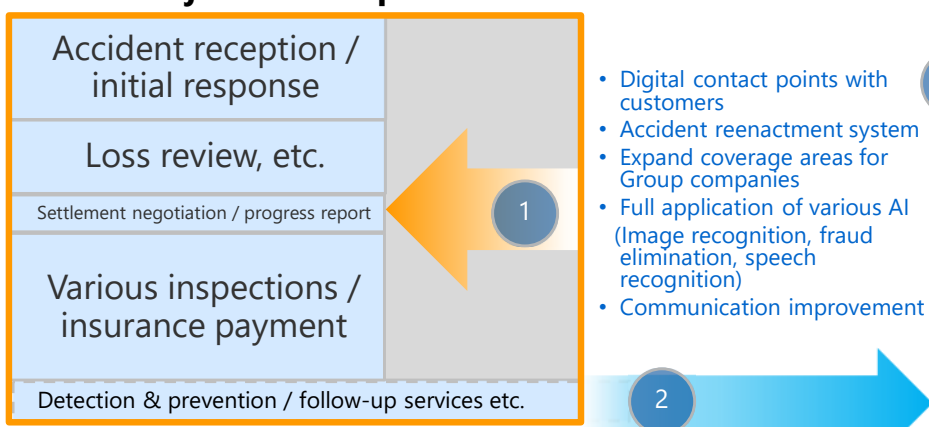 Accident reception /
initial response
Loss review, etc.
Settlement negotiation / progress report
Various inspections /
insurance payment
Detection & prevention / follow-up services etc.
1
• Digital contact points with
customers
• Accident reenactment system
• Expand coverage areas for
Group companies
• Full application of various AI
(Image recognition, fraud
elimination, speech
recognition)
• Communication improvement
2